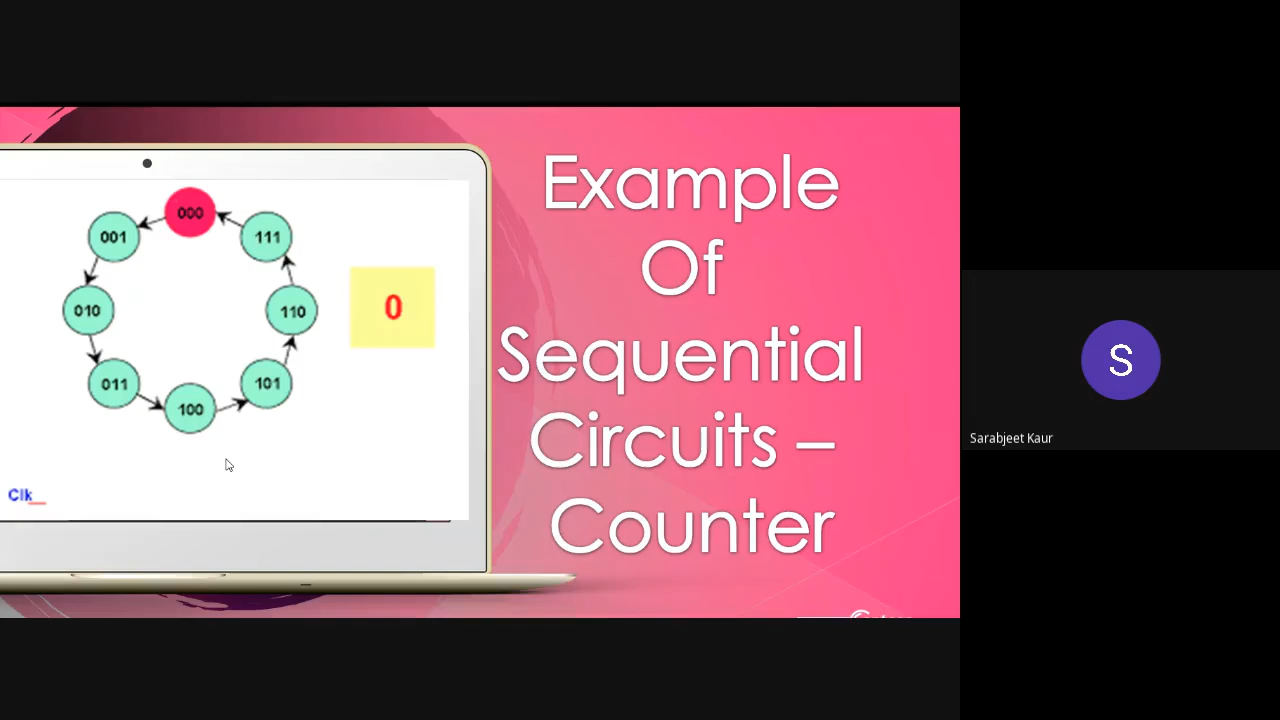 Example
Of
Sequential
Circuits –
Counter
000
001
111
010
110
0
011
101
100
Clk
S
Sarabjeet Kaur